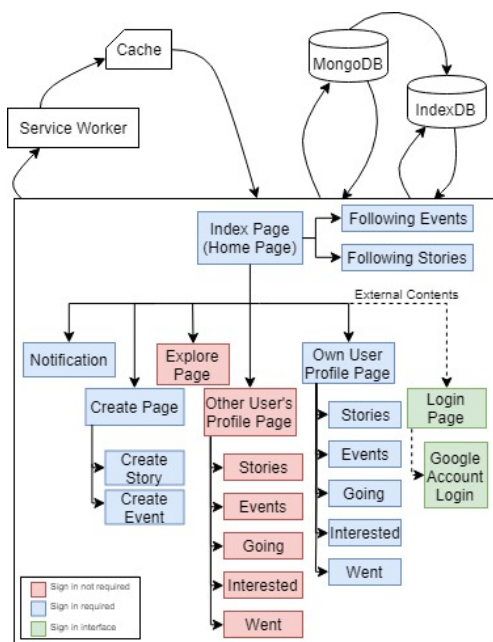 Cache
MongoDB
IndexDB
Service Worker
Index Page
(Home Page)
Following Events
Following Stories
External Contents
Notification
Explore
Page
Own User
Profile Page
Create Page
Other User's
Profile Page
Login
Page
Stories
Create
Story
Stories
Events
Google
Account
Login
Create
Event
Events
Going
Going
Interested
Interested
Went
Went
Sign in not required
Sign in required
Sign in interface